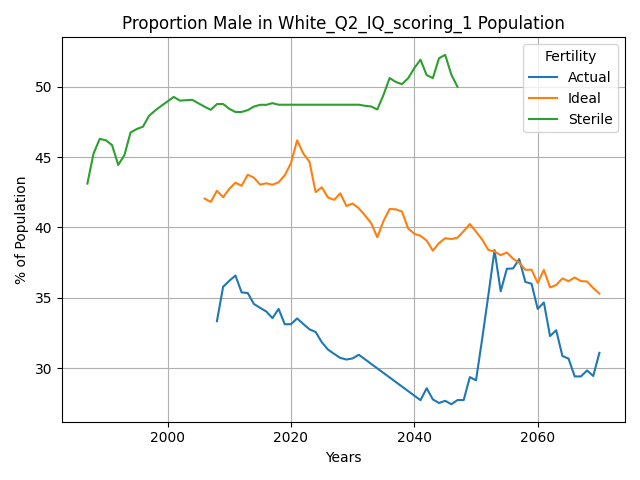 Proportion Male in White_Q2_IQ_scoring_1 Population
Fertility
Actual
Ideal
Sterile
% of Population
50
45
40
35
30
2000
2020
2040
2060
Years